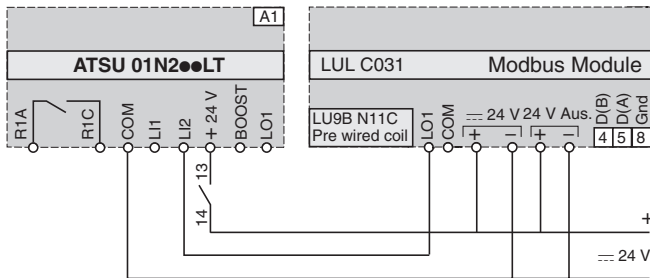 A1
ATSU 01N2●●LT
LUL C031 Modbus Module
LU9B N11C
Pre wired coil
R1A
R1C
COM
LI1
LI2
+ 24 V
BOOST
LO1
LO1
COM
⎓ 24 V
24 V Aus.
+ − + −
D(B)
D(A)
Gnd
4 5 8
13
14
+
⎓ 24 V